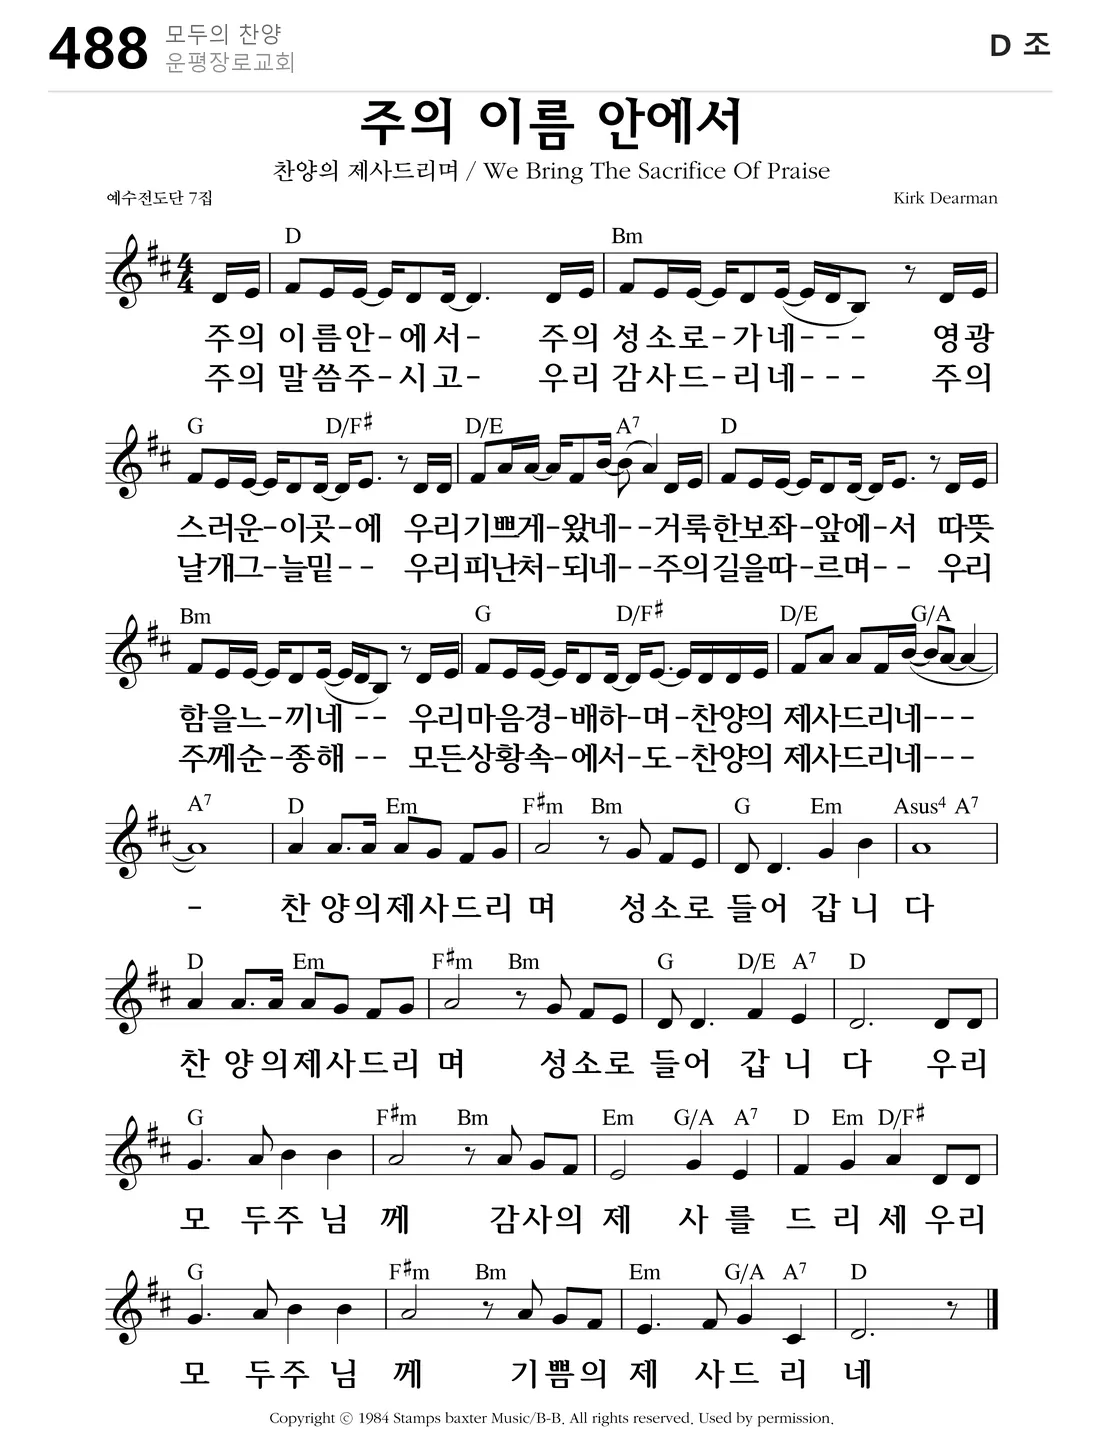 488 모두의 찬양
운평장로교회
D 조
주의 이름 안에서
찬양의 제사드리며 / We Bring The Sacrifice Of Praise
예수전도단 7집 Kirk Dearman
D Bm
주의 이름안-에서- 주의 성소로-가네--- 영광
주의 말씀주-시고- 우리 감사드-리네--- 주의
G D/F♯ D/E A7 D
스러운-이곳-에 우리기쁘게-왔네--거룩한보좌-앞에-서 따뜻
날개그-늘밑-- 우리피난처-되네--주의길을따-르며-- 우리
Bm G D/F♯ D/E G/A
함을느-끼네-- 우리마음경-배하-며-찬양의 제사드리네---
주께순-종해-- 모든상황속-에서-도-찬양의 제사드리네---
A7 D Em F♯m Bm G Em Asus4 A7
- 찬 양의제사드리 며 성소로 들어 갑 니 다
D Em F♯m Bm G D/E A7 D
찬 양의제사드리 며 성소로 들어 갑 니 다 우리
G F♯m Bm Em G/A A7 D Em D/F♯
모 두주 님 께 감사의 제 사 를 드 리 세 우리
G F♯m Bm Em G/A A7 D
모 두주 님 께 기쁨의 제 사드 리 네
Copyright ⓒ 1984 Stamps baxter Music/B-B. All rights reserved. Used by permission.